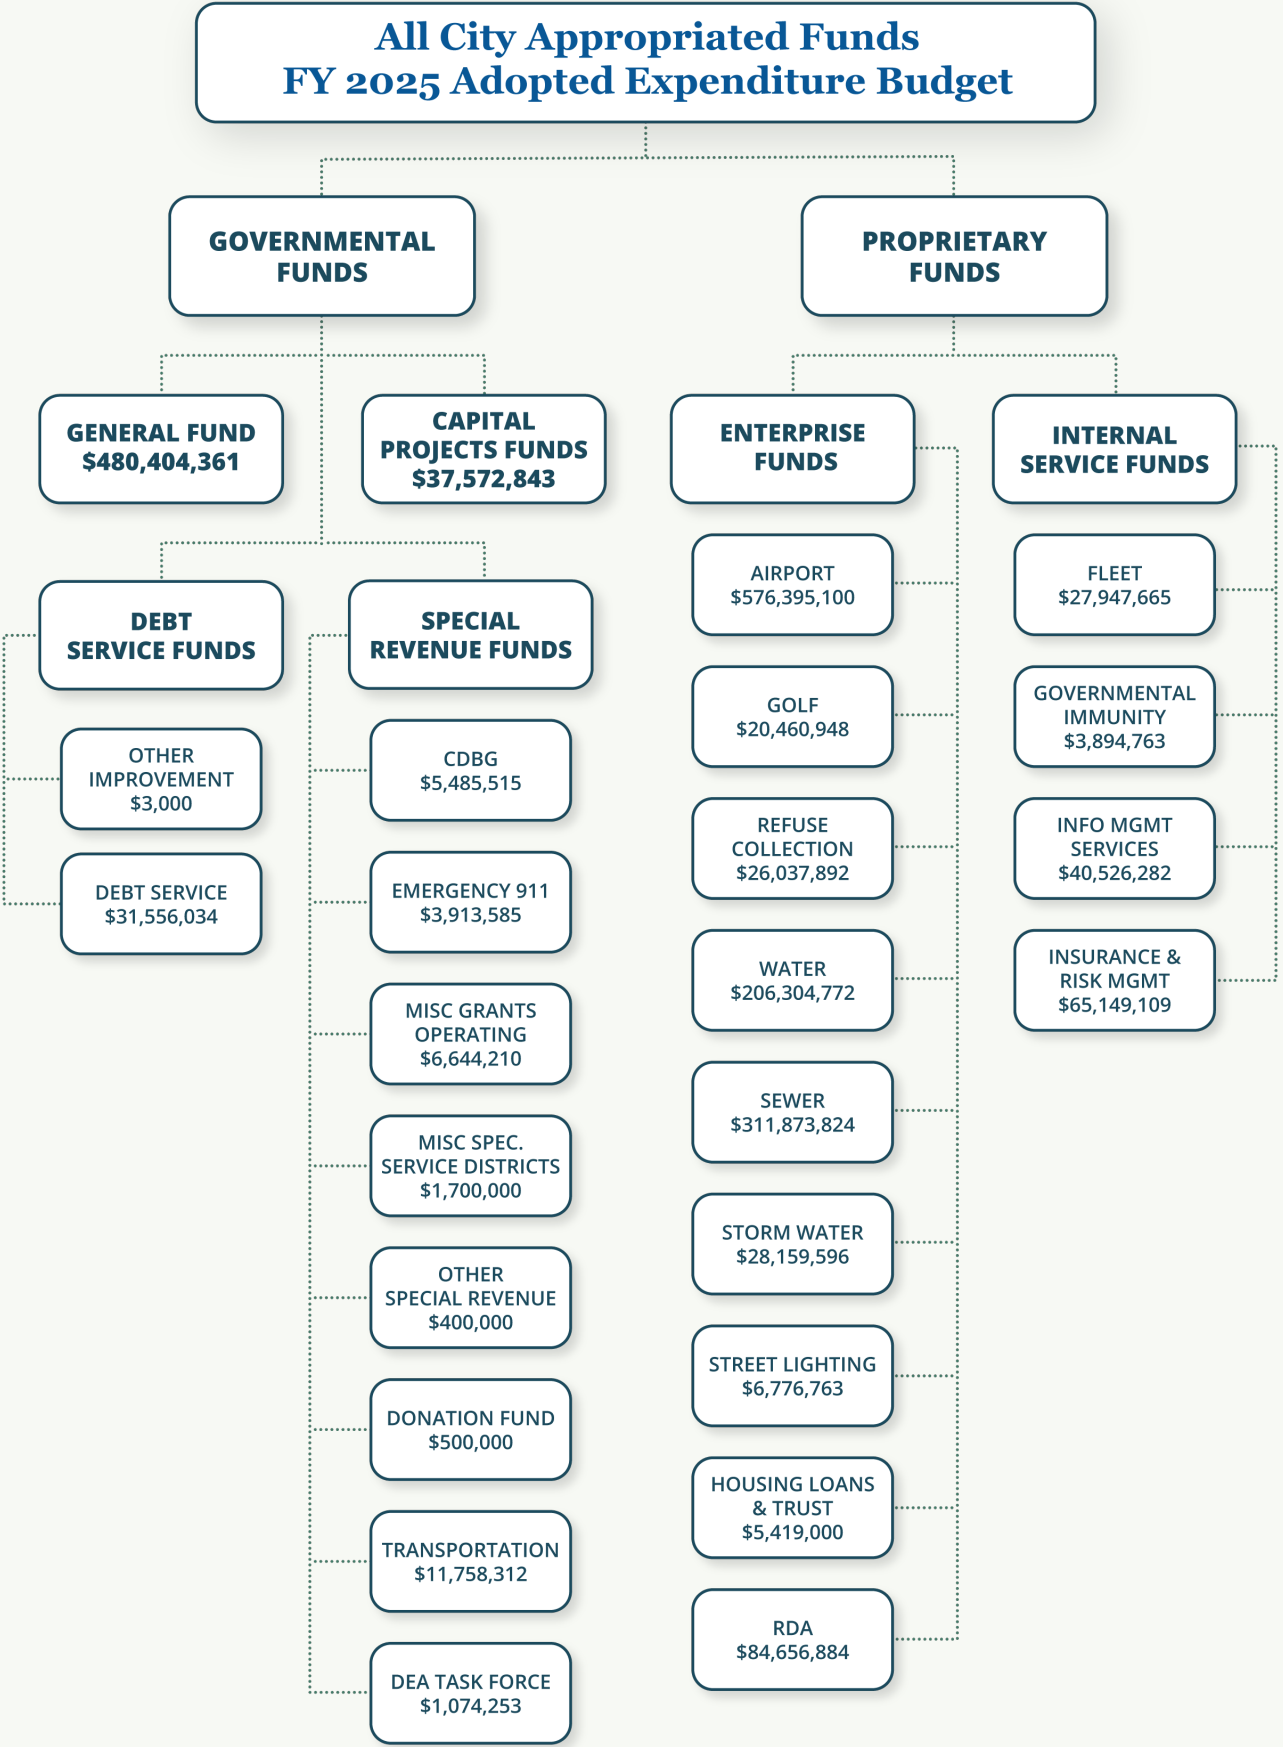 All City Appropriated Funds
FY 2025 Adopted Expenditure Budget
GOVERNMENTAL
FUNDS
GENERAL FUND
$480,404,361
CAPITAL
PROJECTS FUNDS
$37,572,843
DEBT
SERVICE FUNDS
OTHER
IMPROVEMENT
$3,000
DEBT SERVICE
$31,556,034
SPECIAL
REVENUE FUNDS
CDBG
$5,485,515
EMERGENCY 911
$3,913,585
MISC GRANTS
OPERATING
$6,644,210
MISC SPEC.
SERVICE DISTRICTS
$1,700,000
OTHER
SPECIAL REVENUE
$400,000
DONATION FUND
$500,000
TRANSPORTATION
$11,758,312
DEA TASK FORCE
$1,074,253
PROPRIETARY
FUNDS
ENTERPRISE
FUNDS
AIRPORT
$576,395,100
GOLF
$20,460,948
REFUSE
COLLECTION
$26,037,892
WATER
$206,304,772
SEWER
$311,873,824
STORM WATER
$28,159,596
STREET LIGHTING
$6,776,763
HOUSING LOANS
& TRUST
$5,419,000
RDA
$84,656,884
INTERNAL
SERVICE FUNDS
FLEET
$27,947,665
GOVERNMENTAL
IMMUNITY
$3,894,763
INFO MGMT
SERVICES
$40,526,282
INSURANCE &
RISK MGMT
$65,149,109